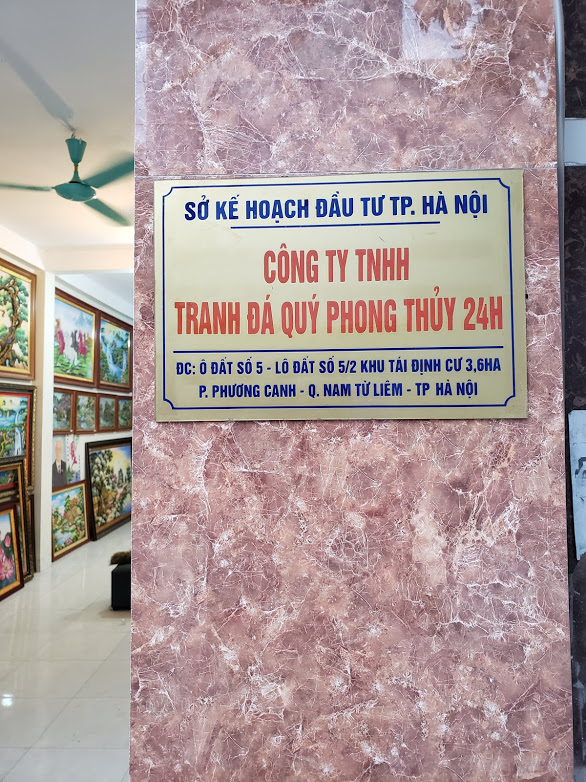 SỞ KẾ HOẠCH ĐẦU TƯ TP. HÀ NỘI
CÔNG TY TNHH
TRANH ĐÁ QUÝ PHONG THỦY 24H
ĐC: Ô ĐẤT SỐ 5 - LÔ ĐẤT SỐ 5/2 KHU TÁI ĐỊNH CƯ 3,6HA
P. PHƯƠNG CANH - Q. NAM TỪ LIÊM - TP HÀ NỘI